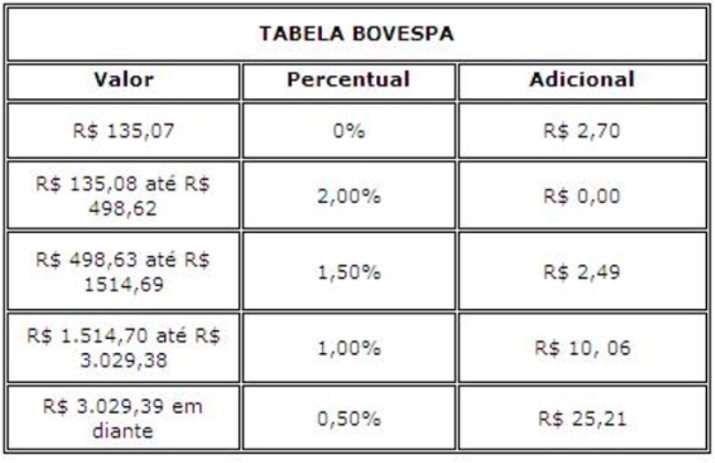 TABELA BOVESPA
Valor Percentual Adicional
R$ 135,07 0% R$ 2,70
R$ 135,08 até R$
498,62 2,00% R$ 0,00
R$ 498,63 até R$
1514,69 1,50% R$ 2,49
R$ 1.514,70 até R$
3.029,38 1,00% R$ 10, 06
R$ 3.029,39 em
diante 0,50% R$ 25,21